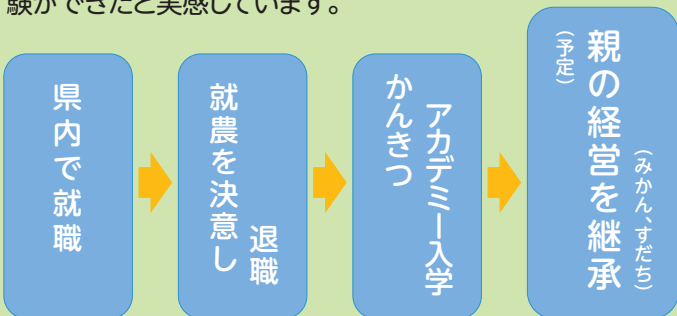 験ができたと実感しています。
県内で就職
就農を決意し
退職
かんきつ
アカデミー入学
親の経営を継承
(予定)
(みかん、すだち)